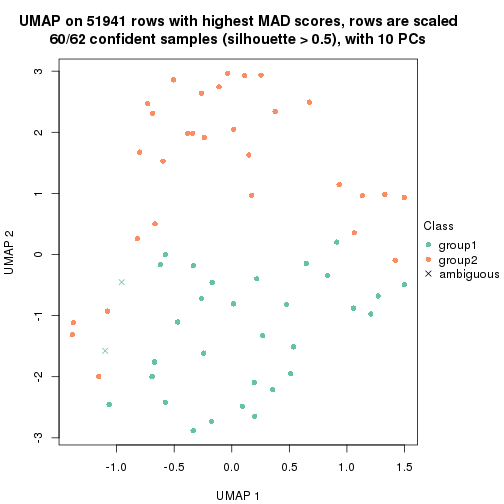 UMAP on 51941 rows with highest MAD scores, rows are scaled
60/62 confident samples (silhouette > 0.5), with 10 PCs
3
2
1
0
-1
-2
-3
UMAP 2
-1.0 -0.5 0.0 0.5 1.0 1.5
UMAP 1
Class
group1
group2
ambiguous